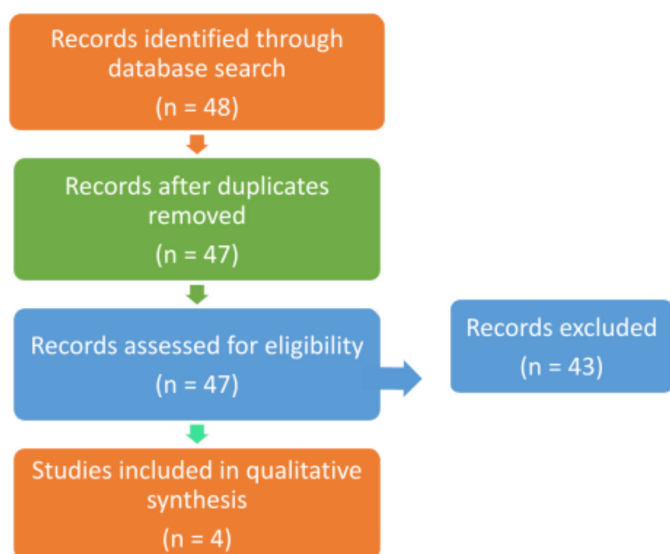 Records identified through
database search
(n = 48)
Records after duplicates
removed
(n = 47)
Records assessed for eligibility
(n = 47)
Records excluded
(n = 43)
Studies included in qualitative
synthesis
(n = 4)